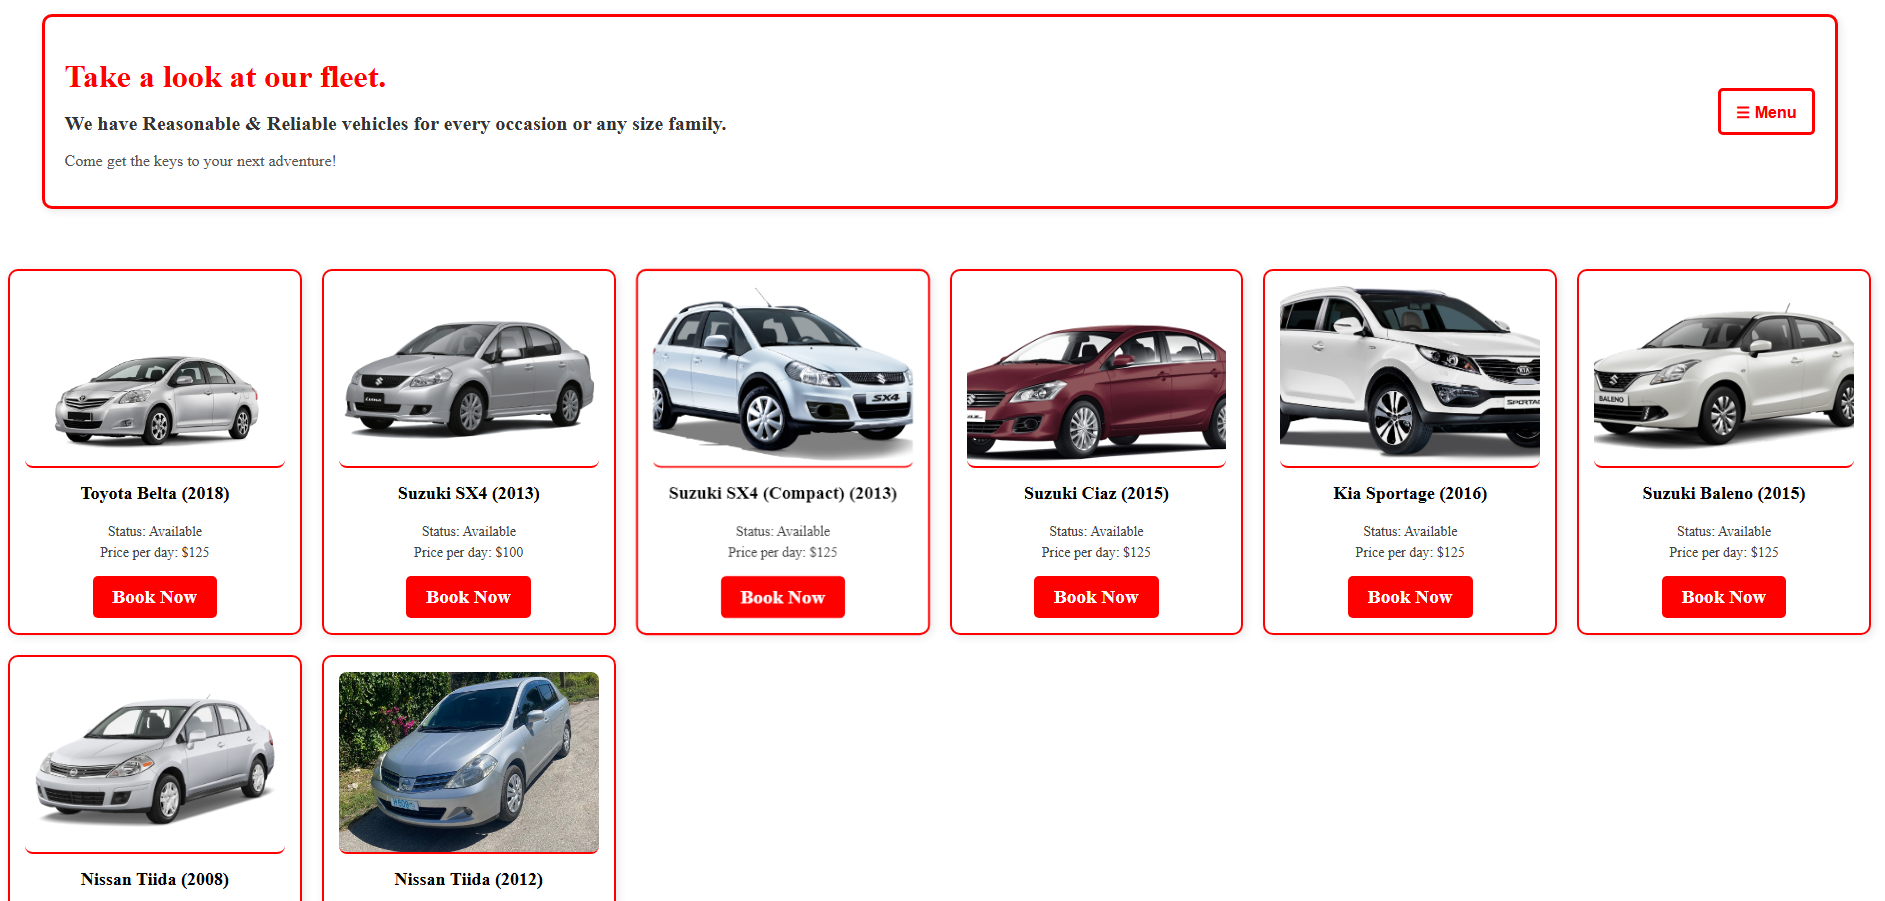 Take a look at our fleet.
We have Reasonable & Reliable vehicles for every occasion or any size family.
Come get the keys to your next adventure!
☰ Menu
SX4
SPORTAGE
BALENO
Toyota Belta (2018)
Status: Available
Price per day: $125
Book Now
Suzuki SX4 (2013)
Status: Available
Price per day: $100
Book Now
Suzuki SX4 (Compact) (2013)
Status: Available
Price per day: $125
Book Now
Suzuki Ciaz (2015)
Status: Available
Price per day: $125
Book Now
Kia Sportage (2016)
Status: Available
Price per day: $125
Book Now
Suzuki Baleno (2015)
Status: Available
Price per day: $125
Book Now
Nissan Tiida (2008)
Nissan Tiida (2012)